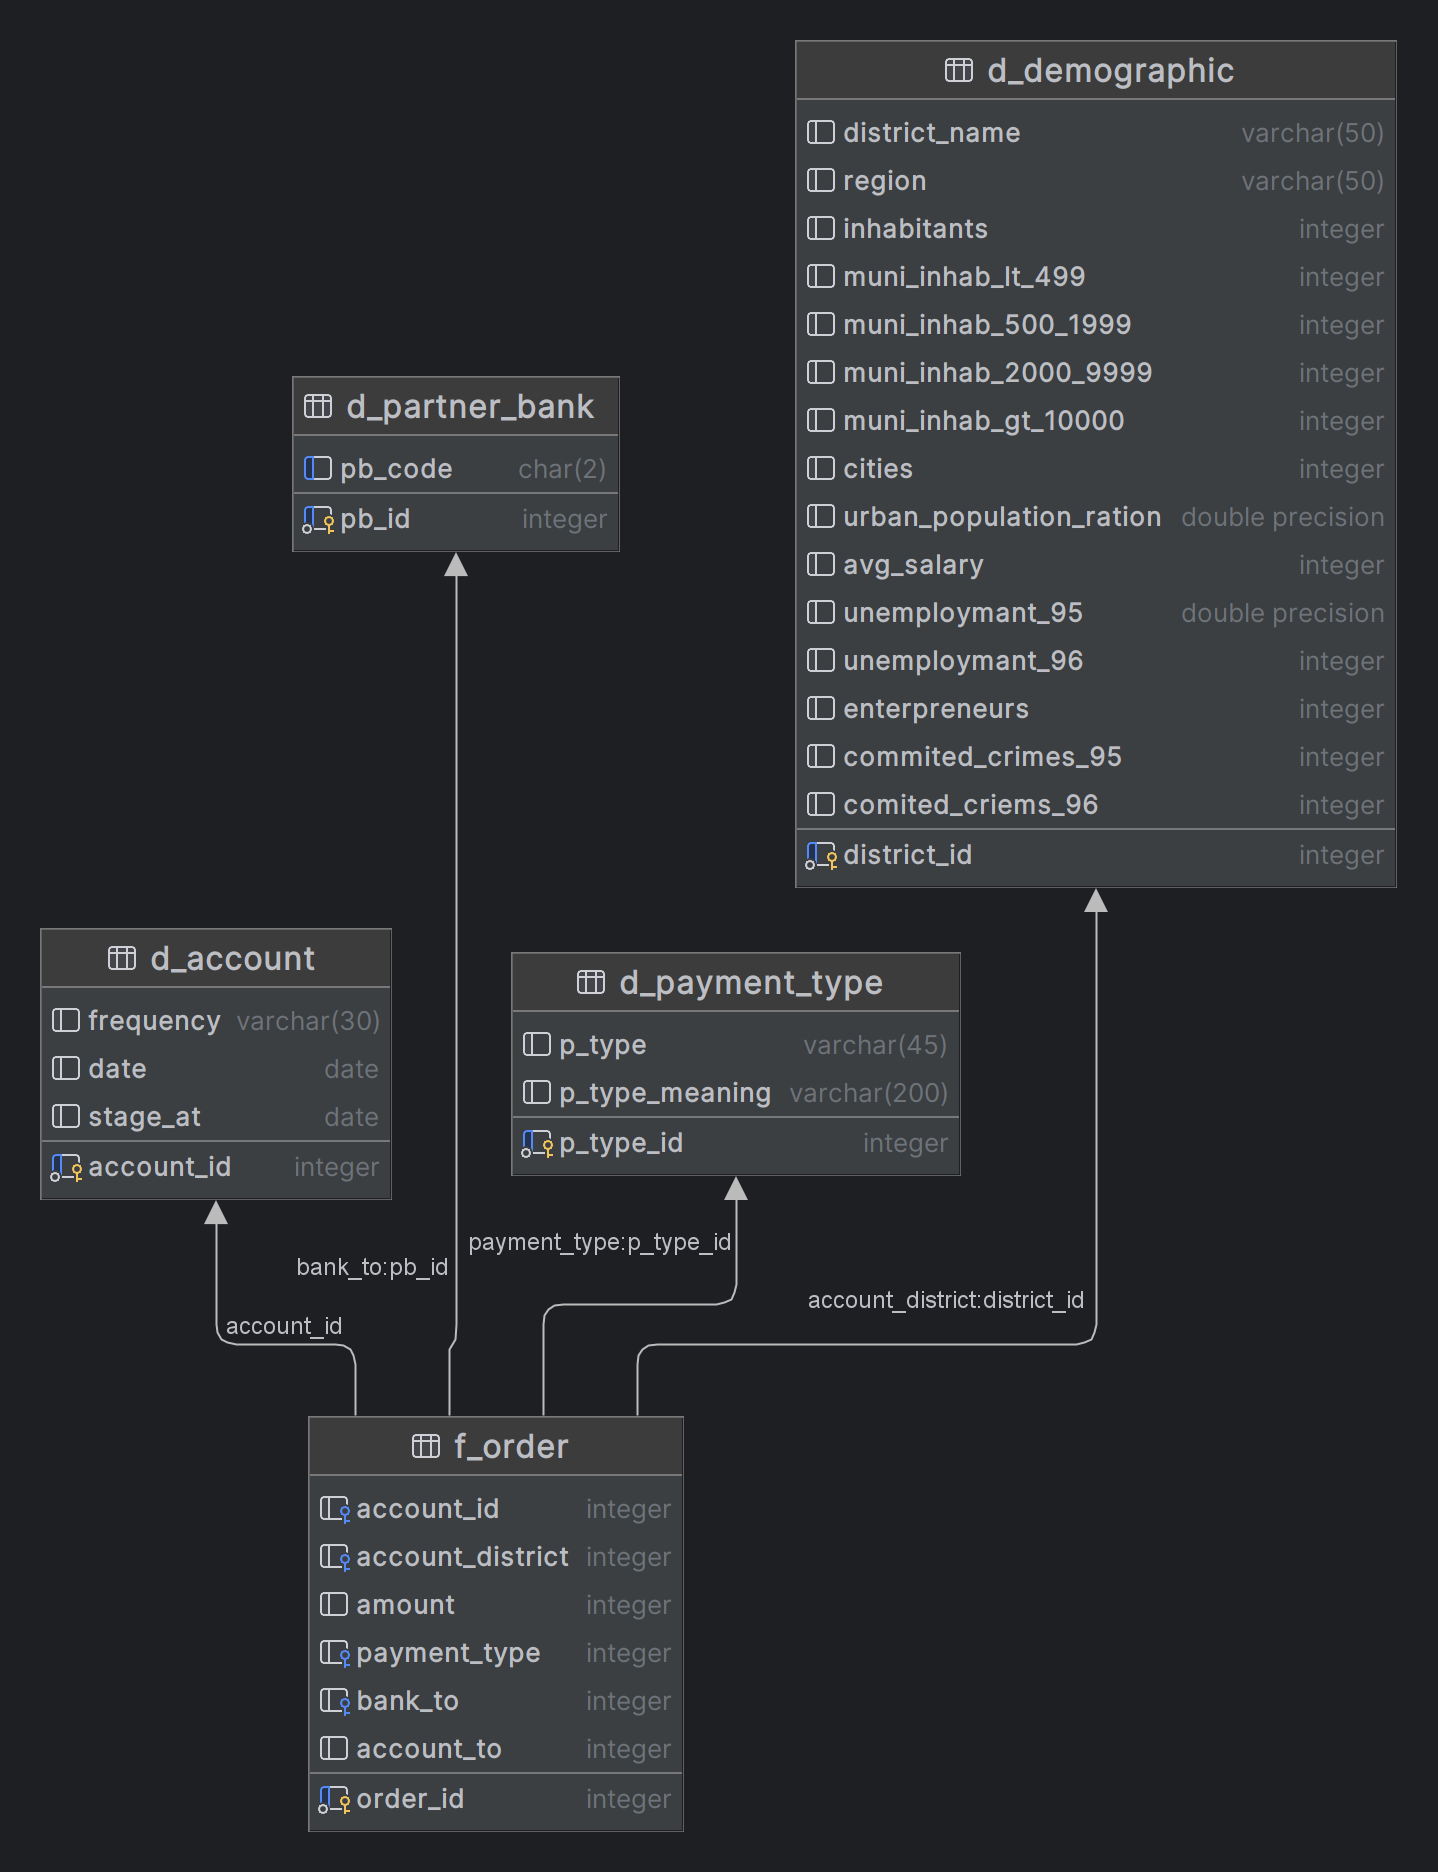 d_demographic
district_name varchar(50)
region varchar(50)
inhabitants integer
muni_inhab_lt_499 integer
muni_inhab_500_1999 integer
muni_inhab_2000_9999 integer
muni_inhab_gt_10000 integer
cities integer
urban_population_ration double precision
avg_salary integer
unemploymant_95 double precision
unemploymant_96 integer
enterpreneurs integer
commited_crimes_95 integer
comited_criems_96 integer
district_id integer
d_partner_bank
pb_code char(2)
pb_id integer
d_account
frequency varchar(30)
date date
stage_at date
account_id integer
d_payment_type
p_type varchar(45)
p_type_meaning varchar(200)
p_type_id integer
payment_type:p_type_id
bank_to:pb_id
account_district:district_id
account_id
f_order
account_id integer
account_district integer
amount integer
payment_type integer
bank_to integer
account_to integer
order_id integer